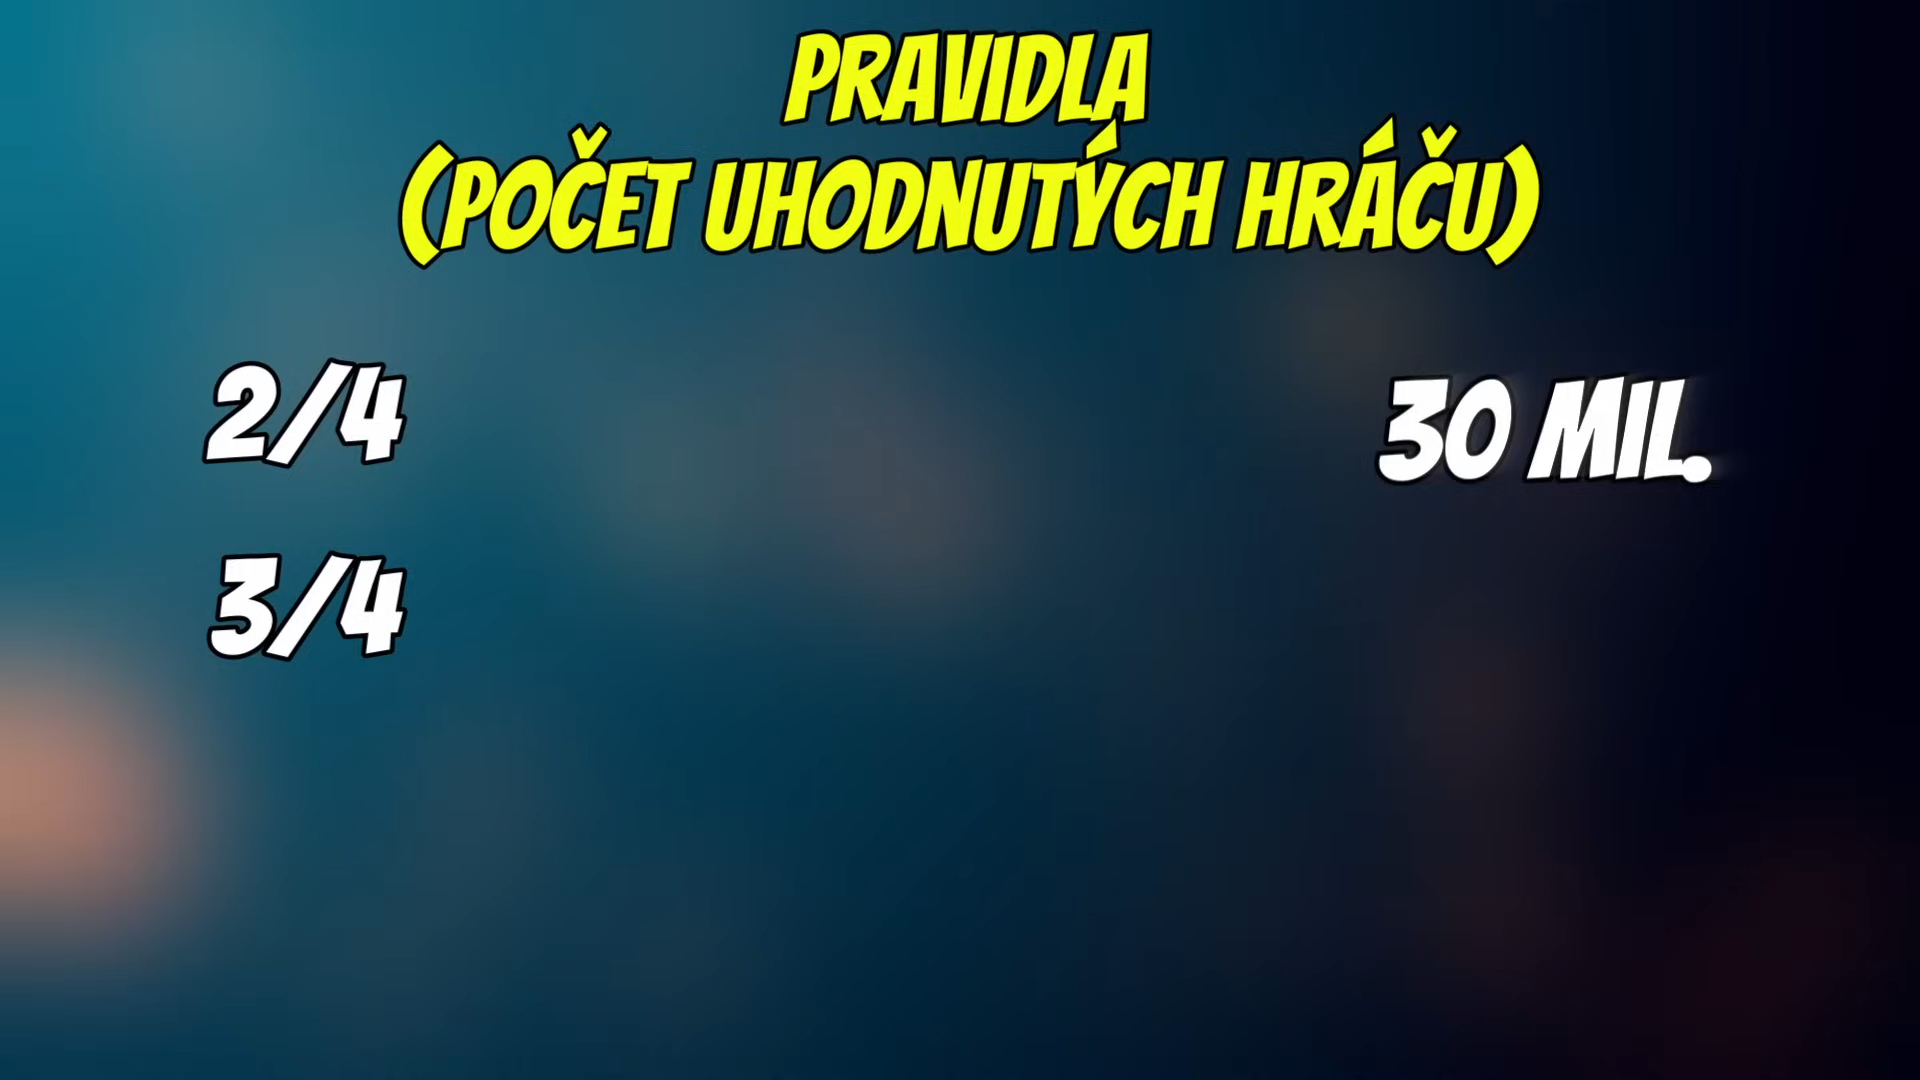 PRAVIDLA
(POČET UHODNUTÝCH HRÁČU)
2/4
30 MIL.
3/4